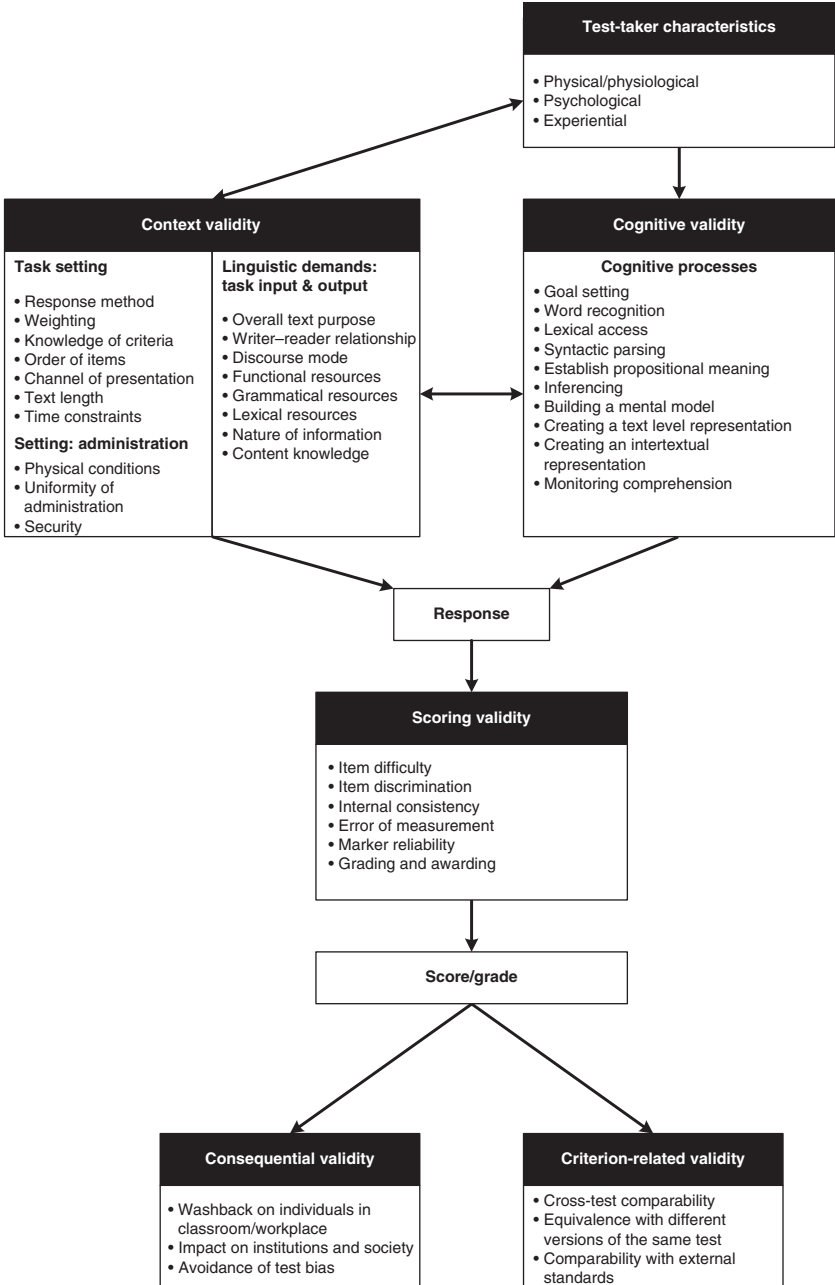 Test-taker characteristics
• Physical/physiological
• Psychological
• Experiential
Context validity
Task setting
• Response method
• Weighting
• Knowledge of criteria
• Order of items
• Channel of presentation
• Text length
• Time constraints
Setting: administration
• Physical conditions
• Uniformity of
administration
• Security
Linguistic demands:
task input & output
• Overall text purpose
• Writer–reader relationship
• Discourse mode
• Functional resources
• Grammatical resources
• Lexical resources
• Nature of information
• Content knowledge
Cognitive validity
Cognitive processes
• Goal setting
• Word recognition
• Lexical access
• Syntactic parsing
• Establish propositional meaning
• Inferencing
• Building a mental model
• Creating a text level representation
• Creating an intertextual
representation
• Monitoring comprehension
Response
Scoring validity
• Item difficulty
• Item discrimination
• Internal consistency
• Error of measurement
• Marker reliability
• Grading and awarding
Score/grade
Consequential validity
• Washback on individuals in
classroom/workplace
• Impact on institutions and society
• Avoidance of test bias
Criterion-related validity
• Cross-test comparability
• Equivalence with different
versions of the same test
• Comparability with external
standards